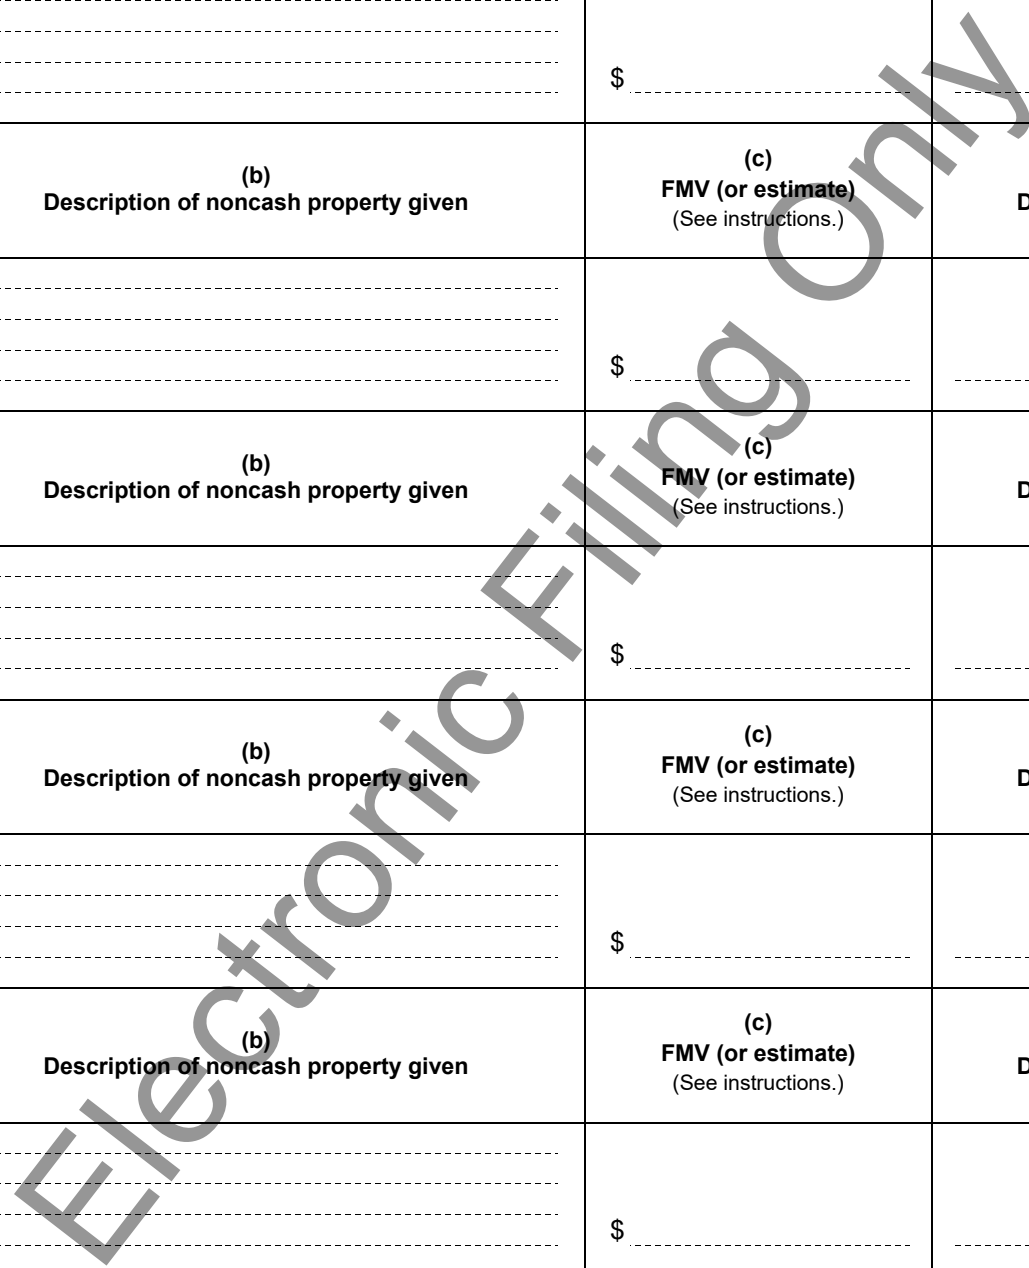 $
(b)
Description of noncash property given
(c)
FMV (or estimate)
(See instructions.)
D
$
(b)
Description of noncash property given
(c)
FMV (or estimate)
(See instructions.)
D
$
(b)
Description of noncash property given
(c)
FMV (or estimate)
(See instructions.)
D
$
(b)
Description of noncash property given
(c)
FMV (or estimate)
(See instructions.)
D
$
Electronic Filing Only